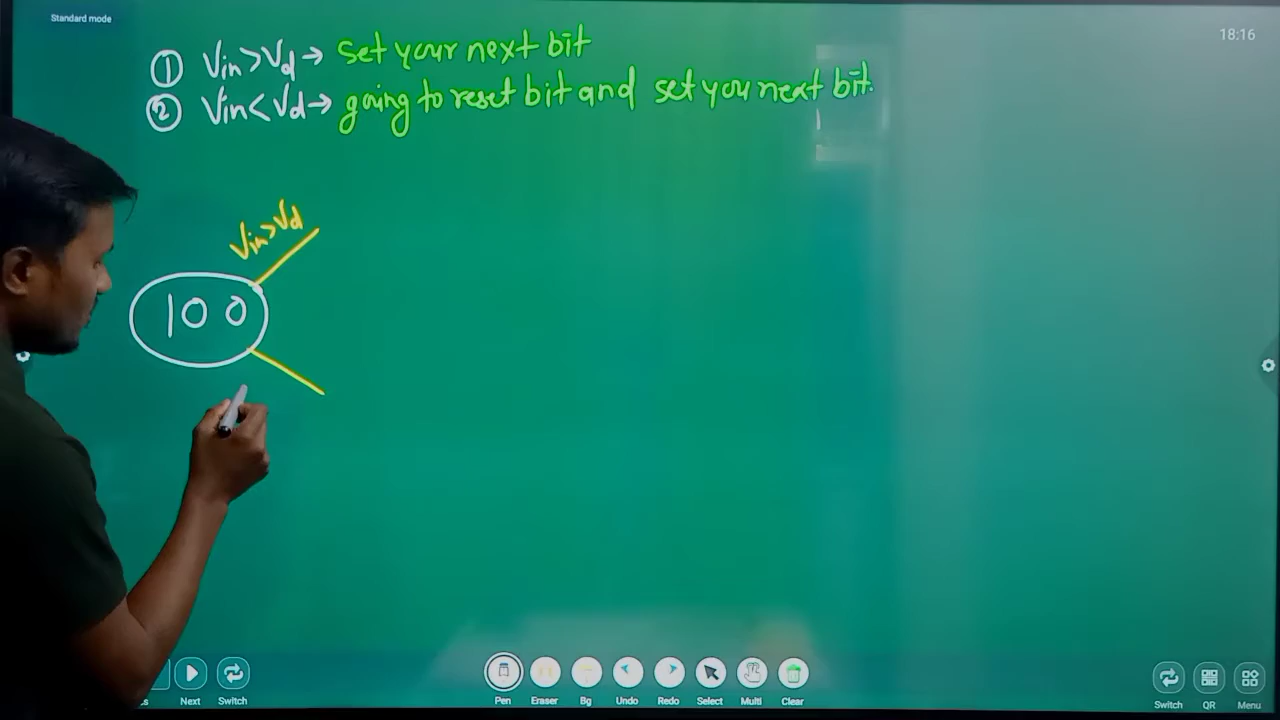 Standard mode
18:16
① Vin>Vd→ set your next bit
② Vin<Vd→ going to reset bit and set you next bit.
Vin>Vd
100
Next
Switch
Pen
Eraser
Bg
Undo
Redo
Select
Multi
Clear
Switch
QR
Menu